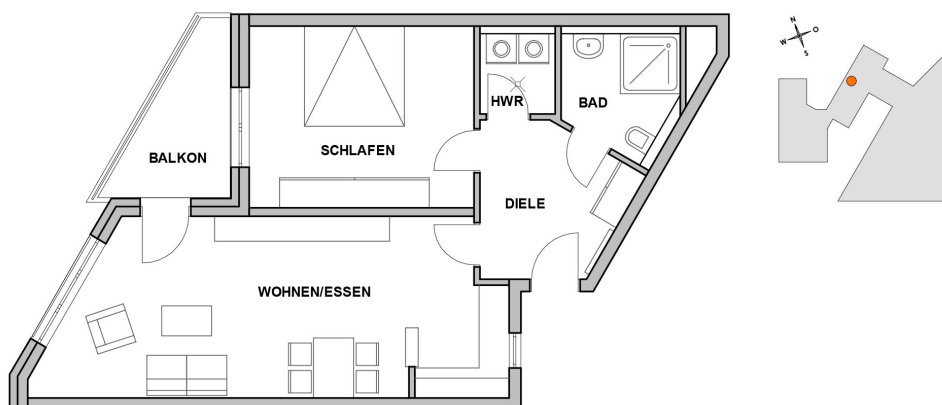 N
W O
S
HWR
BAD
BALKON
SCHLAFEN
DIELE
WOHNEN/ESSEN